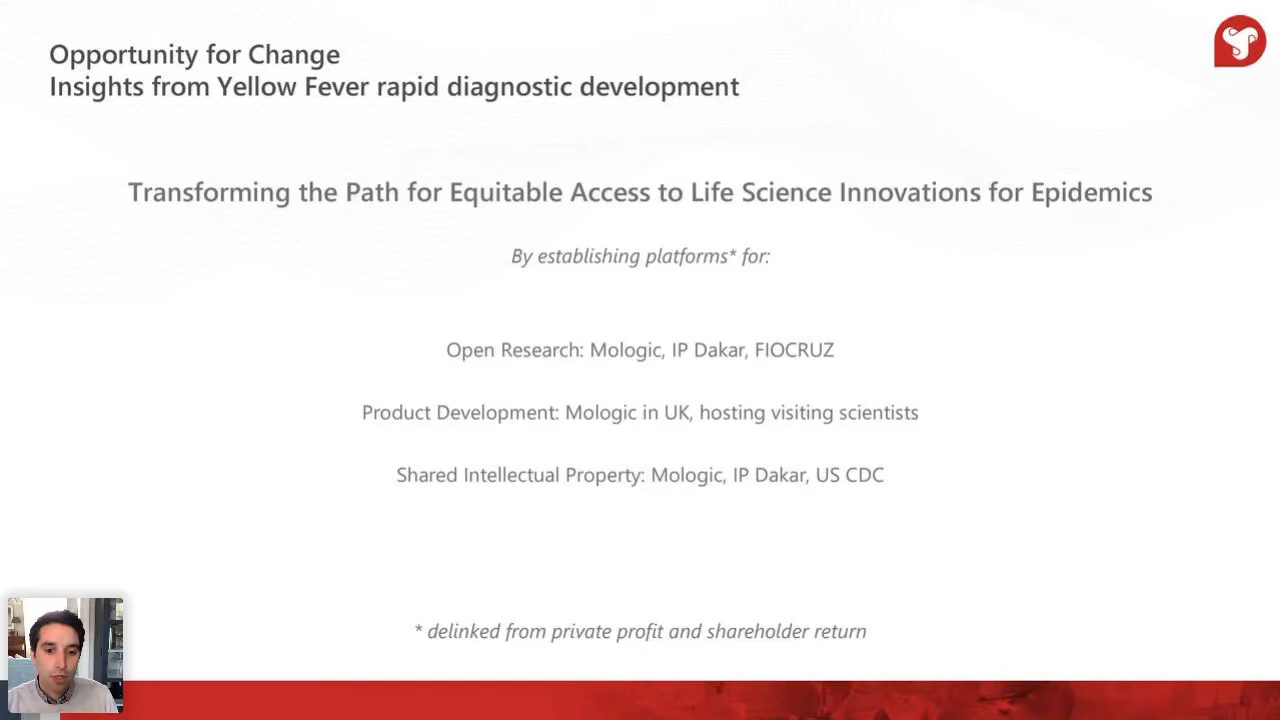 Opportunity for Change
Insights from Yellow Fever rapid diagnostic development
Transforming the Path for Equitable Access to Life Science Innovations for Epidemics
By establishing platforms* for:
Open Research: Mologic, IP Dakar, FIOCRUZ
Product Development: Mologic in UK, hosting visiting scientists
Shared Intellectual Property: Mologic, IP Dakar, US CDC
* delinked from private profit and shareholder return